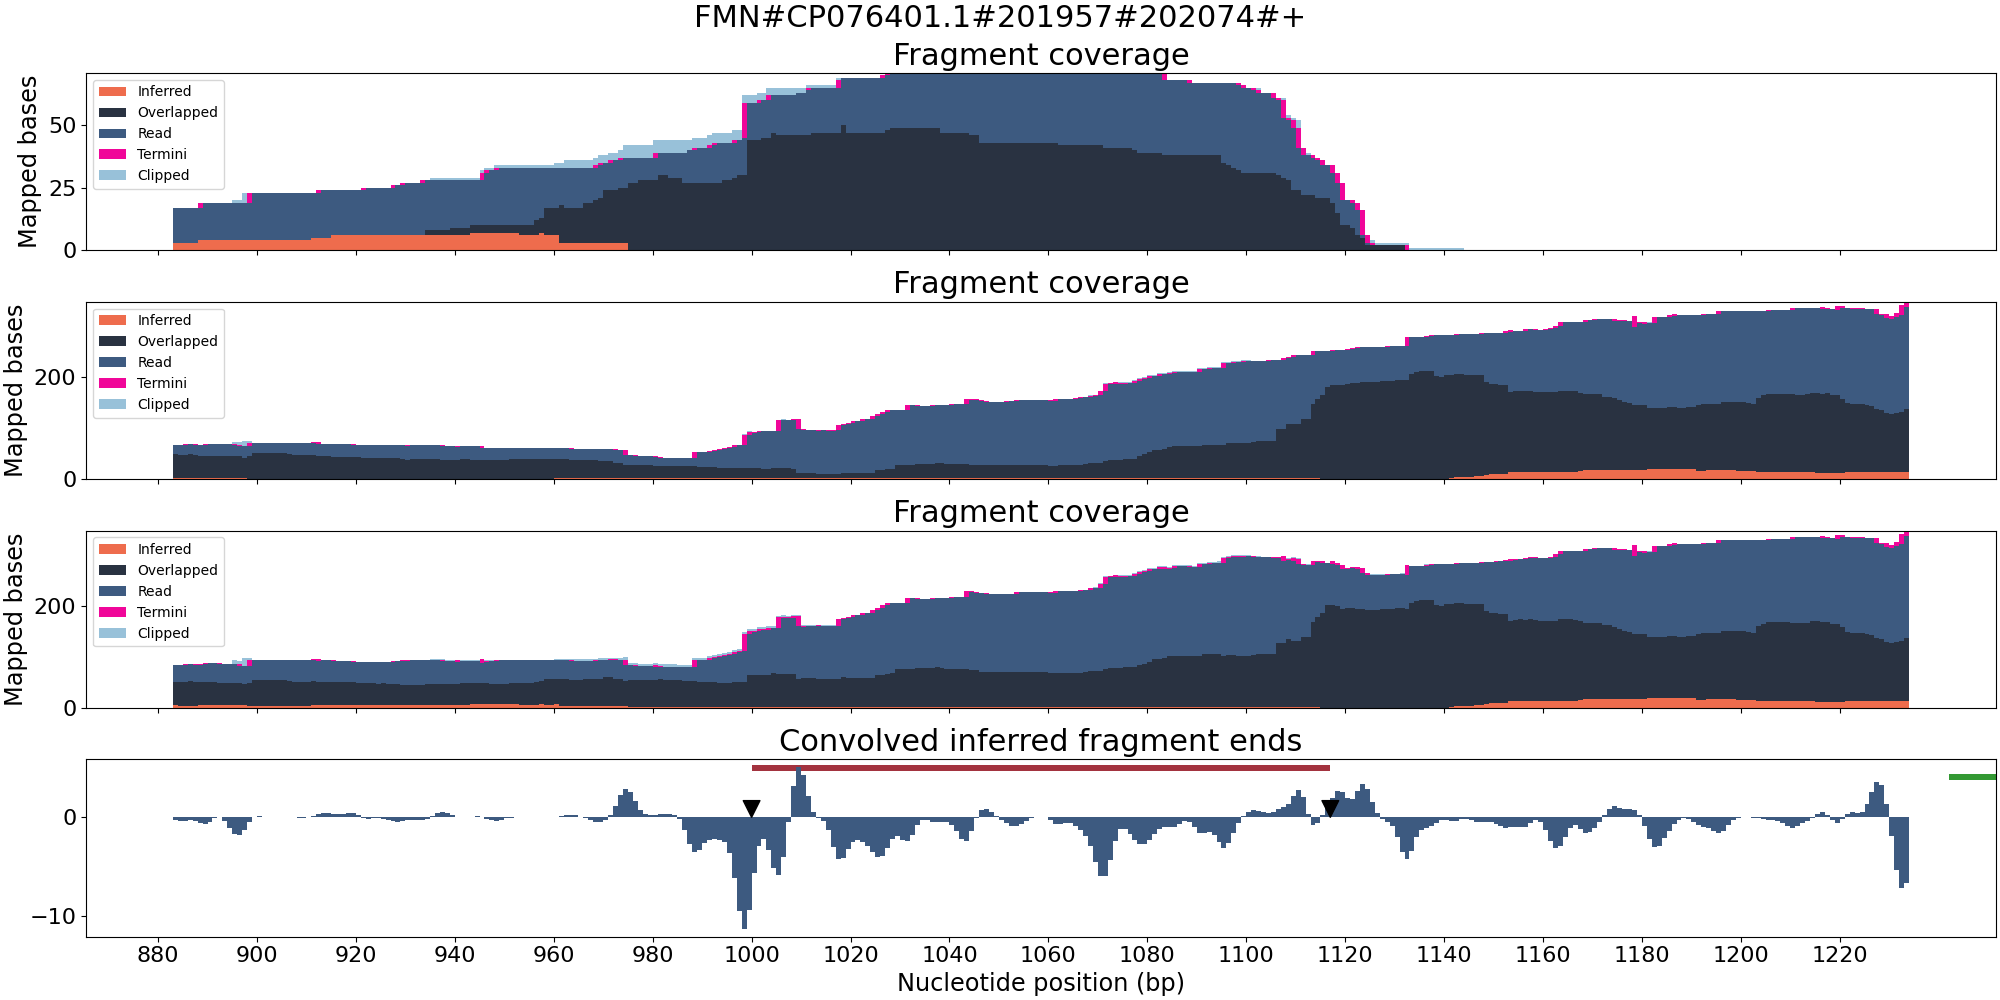 FMN#CP076401.1#201957#202074#+
Fragment coverage
Mapped bases
50
25
0
Inferred
Overlapped
Read
Termini
Clipped
Fragment coverage
Mapped bases
200
0
Inferred
Overlapped
Read
Termini
Clipped
Fragment coverage
Mapped bases
200
0
Inferred
Overlapped
Read
Termini
Clipped
Convolved inferred fragment ends
0
−10
880 900 920 940 960 980 1000 1020 1040 1060 1080 1100 1120 1140 1160 1180 1200 1220
Nucleotide position (bp)